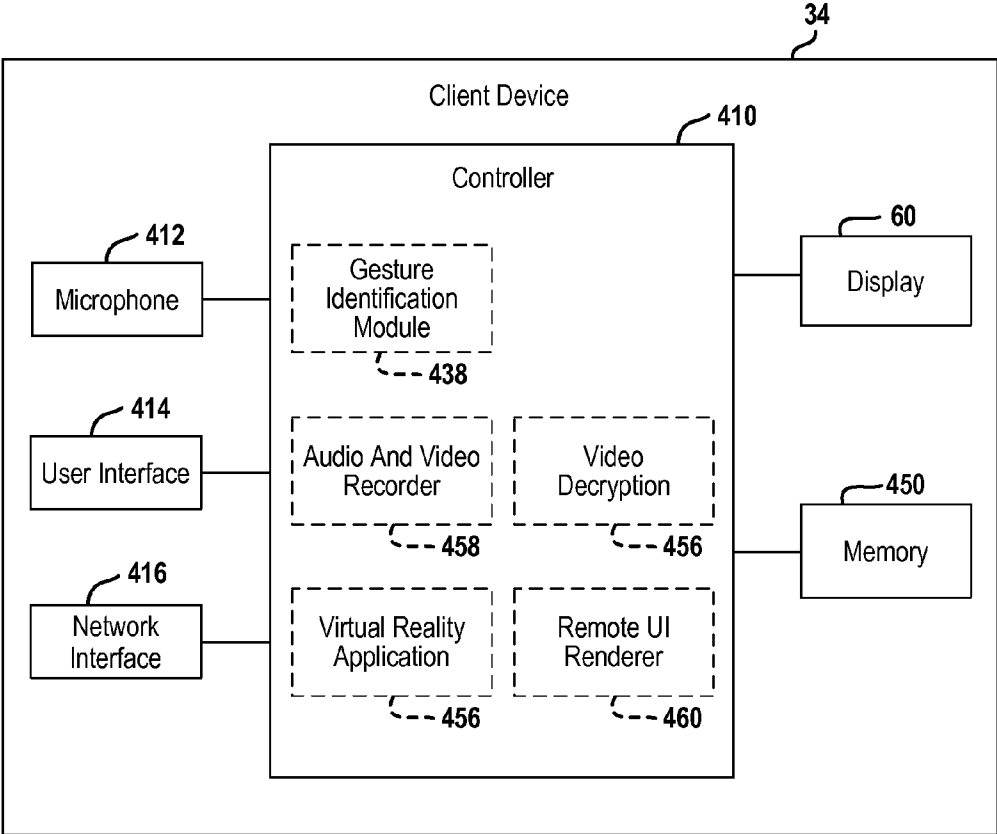 34
Client Device
410
Controller
412
Microphone
Gesture
Identification
Module
438
60
Display
414
User Interface
Audio And Video
Recorder
458
Video
Decryption
456
450
Memory
416
Network
Interface
Virtual Reality
Application
456
Remote UI
Renderer
460